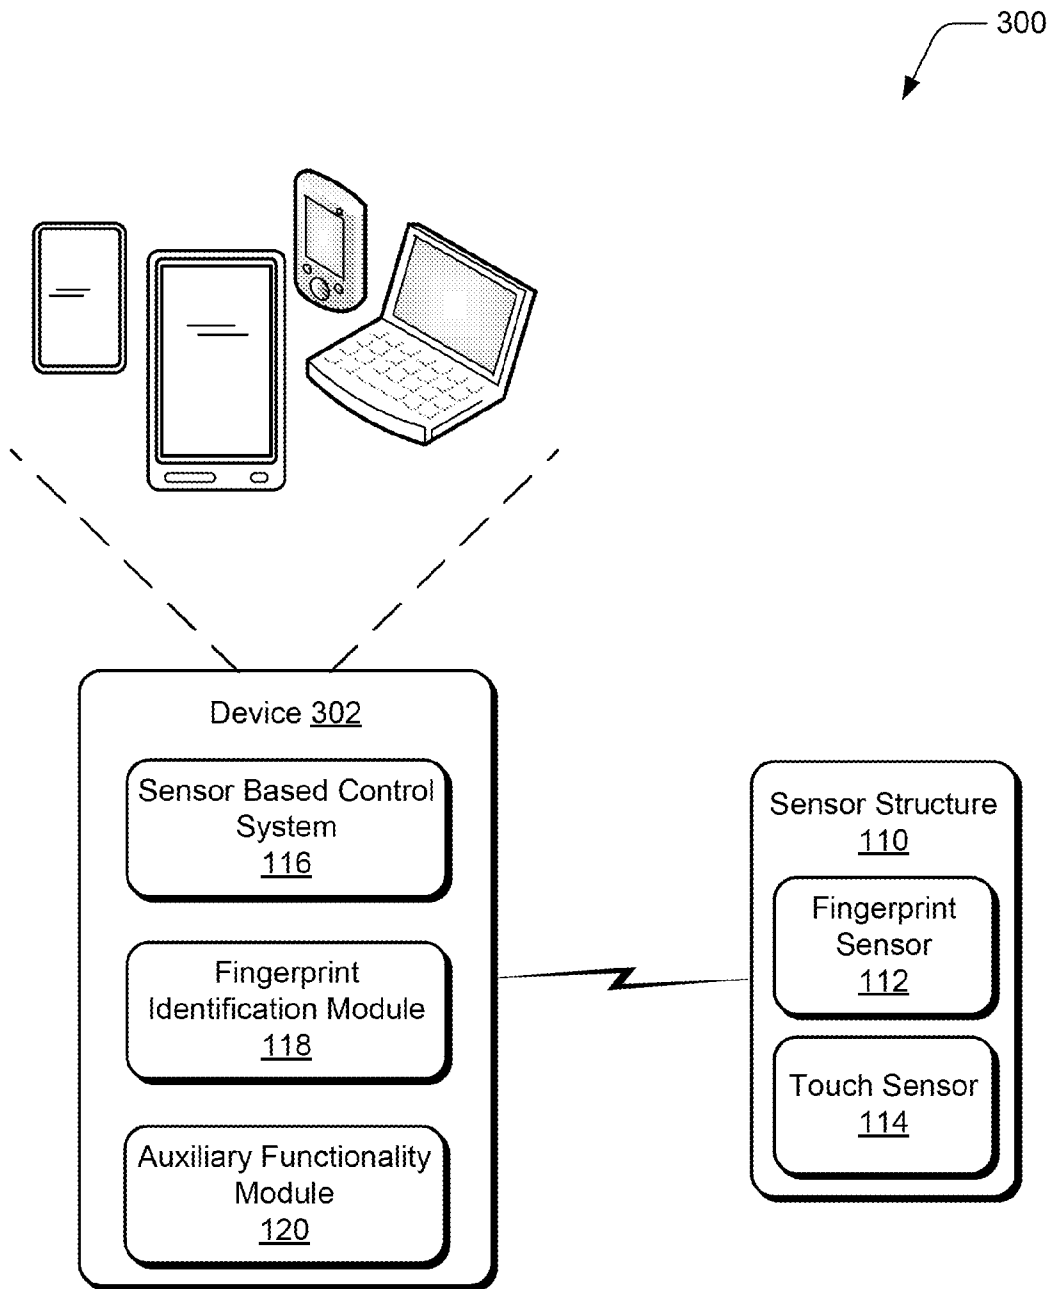 300
Device 302
Sensor Based Control
System
116
Fingerprint
Identification Module
118
Auxiliary Functionality
Module
120
Sensor Structure
110
Fingerprint
Sensor
112
Touch Sensor
114